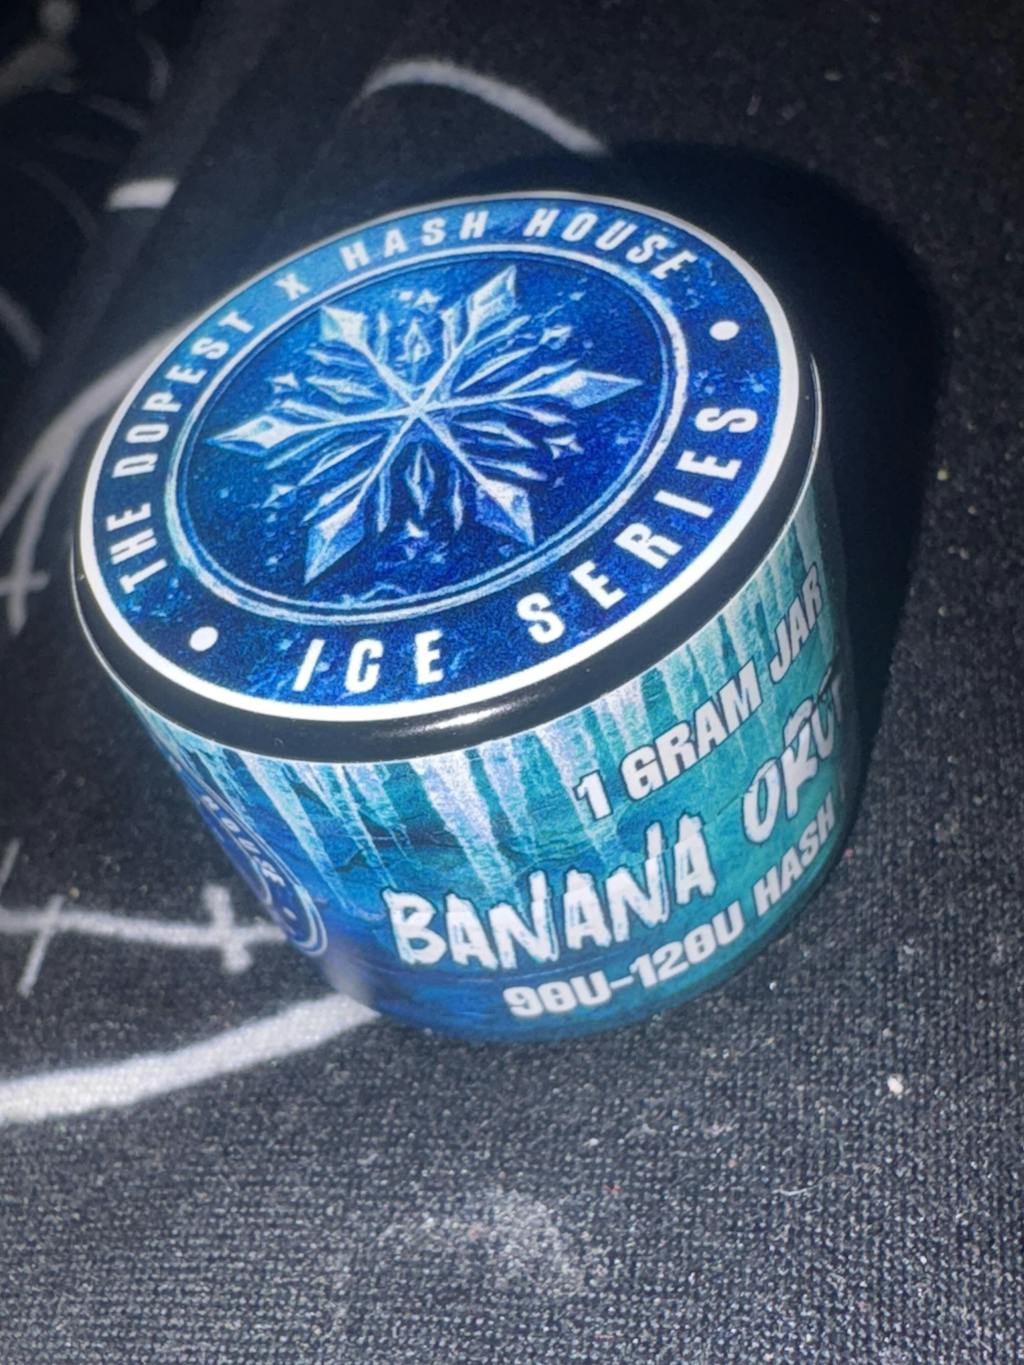 THE DOPEST X HASH HOUSE
• ICE SERIES •
1 GRAM JAR
BANANA
90U-120U HASH